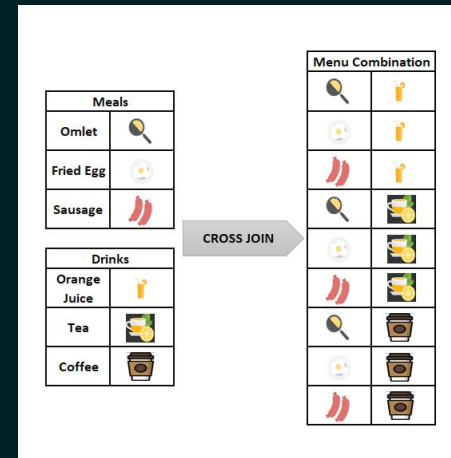 Meals
Omlet
Fried Egg
Sausage
Drinks
Orange
Juice
Tea
Coffee
CROSS JOIN
Menu Combination